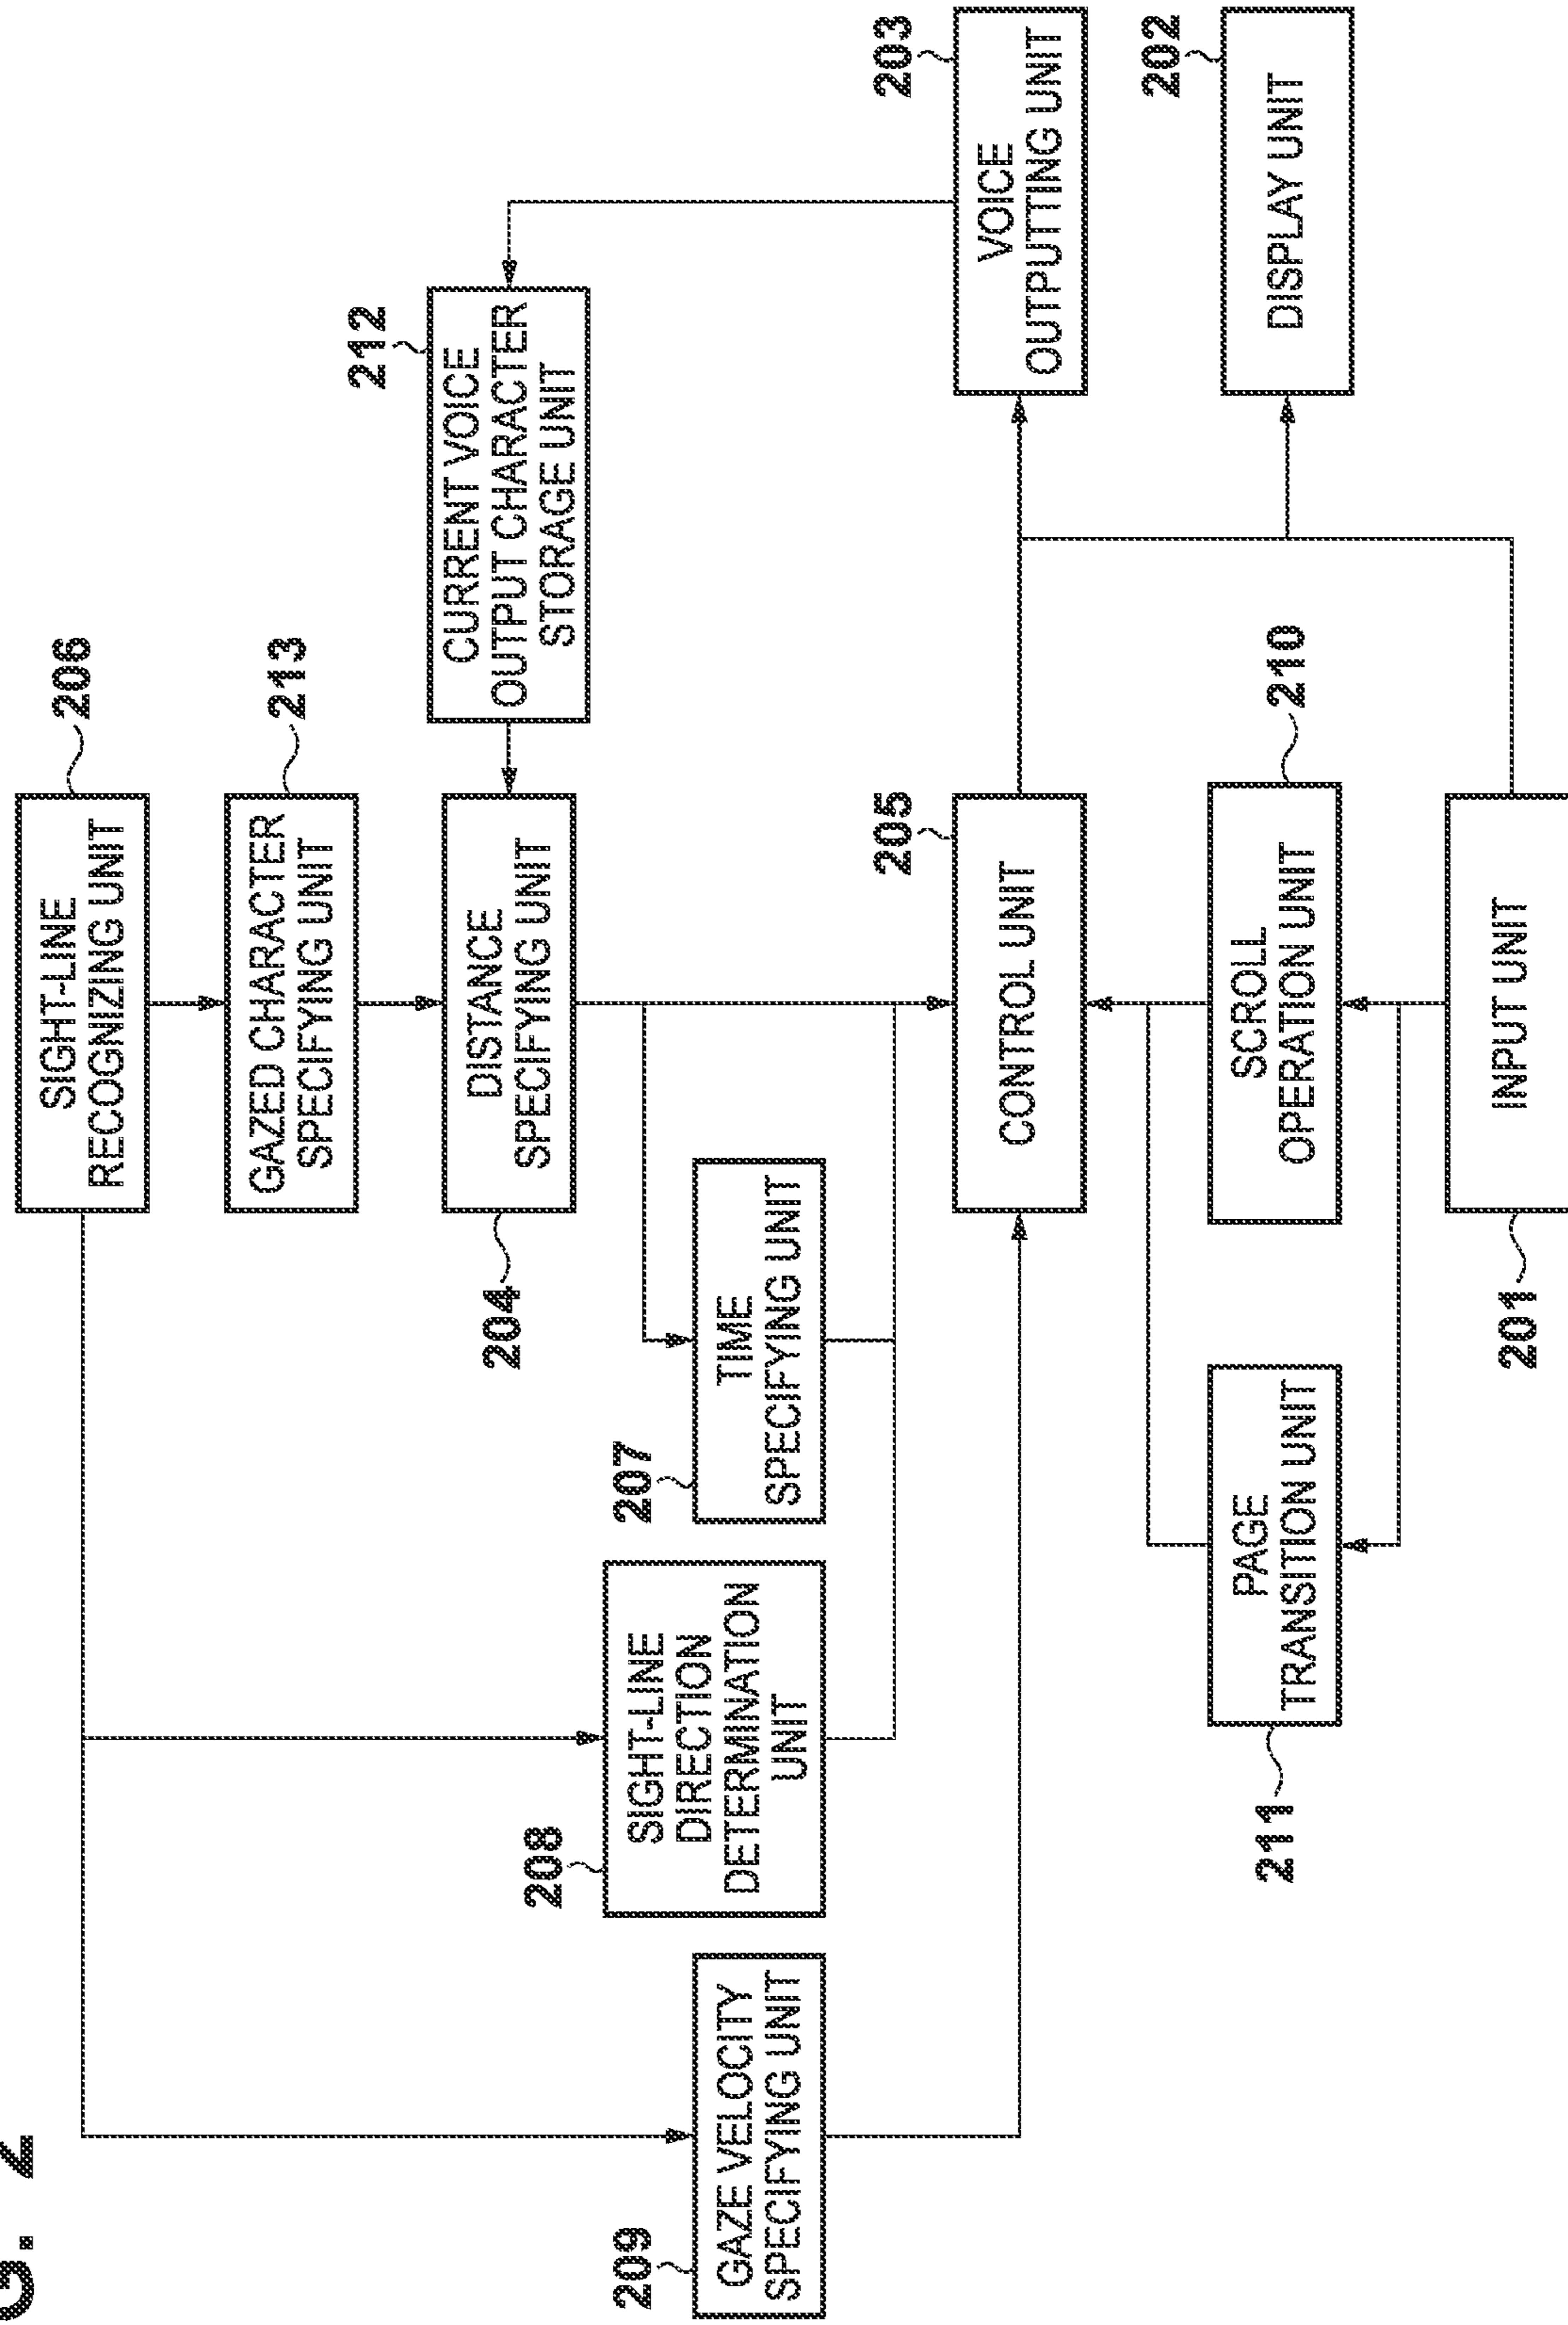 G. 2
206
SIGHT-LINE
RECOGNIZING UNIT
213
GAZED CHARACTER
SPECIFYING UNIT
212
CURRENT VOICE
OUTPUT CHARACTER
STORAGE UNIT
204
DISTANCE
SPECIFYING UNIT
209
GAZE VELOCITY
SPECIFYING UNIT
208
SIGHT-LINE
DIRECTION
DETERMINATION
UNIT
207
TIME
SPECIFYING UNIT
205
CONTROL UNIT
203
VOICE
OUTPUTTING UNIT
211
PAGE
TRANSITION UNIT
210
SCROLL
OPERATION UNIT
202
DISPLAY UNIT
201
INPUT UNIT